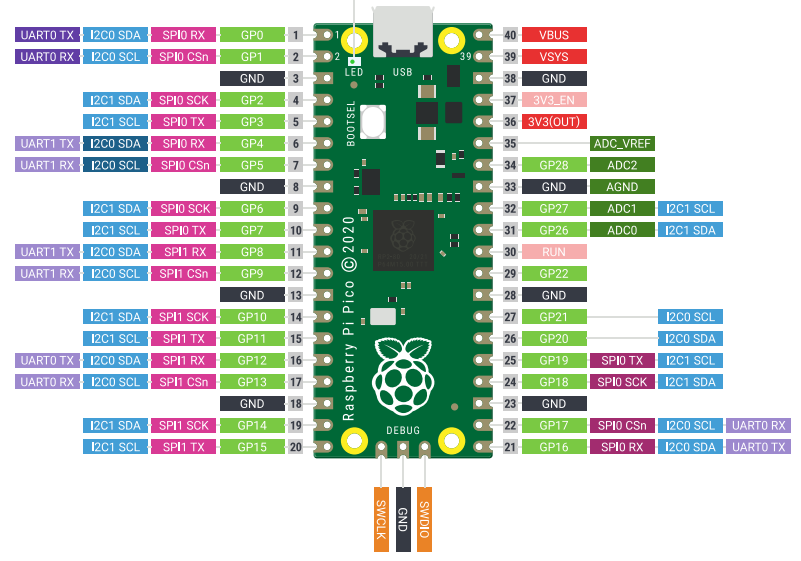 UART0 TX I2C0 SDA SPI0 RX GP0 1 1 40 VBUS
UART0 RX I2C0 SCL SPI0 CSn GP1 2 2 39 39 VSYS
LED USB
GND 3 38 GND
I2C1 SDA SPI0 SCK GP2 4 37 3V3_EN
I2C1 SCL SPI0 TX GP3 5 36 3V3(OUT)
BOOTSEL
UART1 TX I2C0 SDA SPI0 RX GP4 6 35 ADC_VREF
UART1 RX I2C0 SCL SPI0 CSn GP5 7 34 GP28 ADC2
GND 8 33 GND AGND
I2C1 SDA SPI0 SCK GP6 9 32 GP27 ADC1 I2C1 SCL
I2C1 SCL SPI0 TX GP7 10 31 GP26 ADC0 I2C1 SDA
UART1 TX I2C0 SDA SPI1 RX GP8 11 30 RUN
UART1 RX I2C0 SCL SPI1 CSn GP9 12 29 GP22
GND 13 28 GND
I2C1 SDA SPI1 SCK GP10 14 27 GP21 I2C0 SCL
I2C1 SCL SPI1 TX GP11 15 26 GP20 I2C0 SDA
Raspberry Pi Pico © 2020
UART0 TX I2C0 SDA SPI1 RX GP12 16 25 GP19 SPI0 TX I2C1 SCL
UART0 RX I2C0 SCL SPI1 CSn GP13 17 24 GP18 SPI0 SCK I2C1 SDA
GND 18 23 GND
I2C1 SDA SPI1 SCK GP14 19 22 GP17 SPI0 CSn I2C0 SCL UART0 RX
DEBUG
I2C1 SCL SPI1 TX GP15 20 21 GP16 SPI0 RX I2C0 SDA UART0 TX
SWCLK GND SWDIO